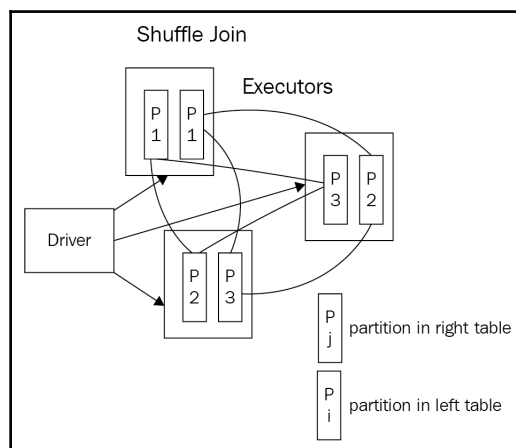 Shuffle Join
Executors
P
1
P
1
P
3
P
2
Driver
P
2
P
3
P
j
partition in right table
P
i
partition in left table